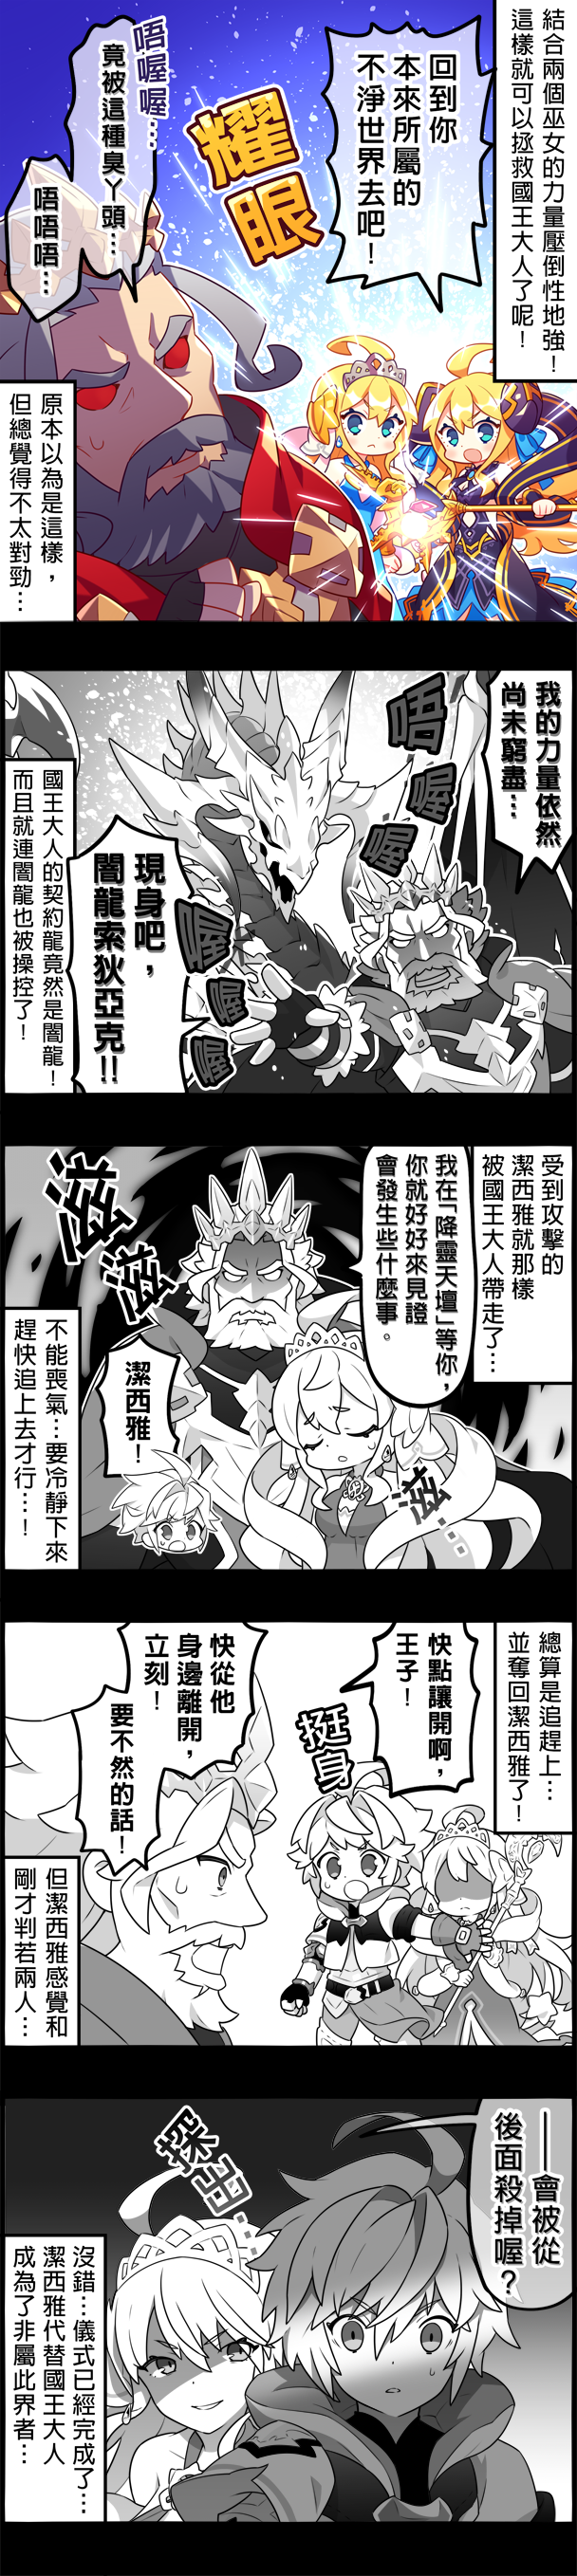 結合兩個巫女的力量壓倒性地強！
這樣就可以拯救國王大人了呢！
回到你
本來所屬的
不淨世界去吧！
耀眼
唔喔喔…
竟被這種臭丫頭…
唔唔唔…
原本以為是這樣，
但總覺得不太對勁…
我的力量依然
尚未窮盡…
唔喔喔
喔喔喔
現身吧，
闇龍索狄亞克!!
國王大人的契約龍竟然是闇龍！
而且就連闇龍也被操控了！
受到攻擊的
潔西雅就那樣
被國王大人帶走了…
我在「降靈天壇」等你，
你就好好來見證
會發生些什麼事。
滋滋
潔西雅！
滋…
不能喪氣…要冷靜下來
趕快追上去才行…！
總算是追趕上…
並奪回潔西雅了！
快點讓開啊，
王子！
挺身
快從他
身邊離開，
立刻！
要不然的話！
但潔西雅感覺和
剛才判若兩人…
──會被從
後面殺掉喔？
探出…
沒錯…儀式已經完成了…
潔西雅代替國王大人
成為了非屬此界者…